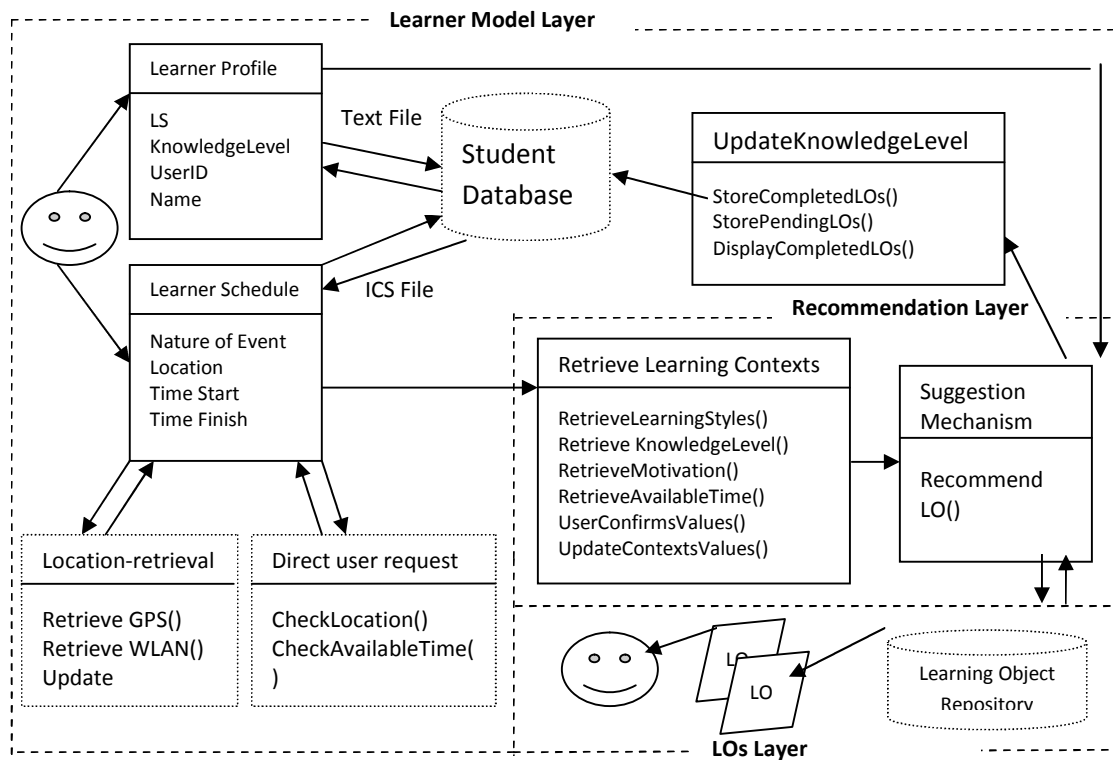 Learner Model Layer
Learner Profile
LS
KnowledgeLevel
UserID
Name
Text File
Student
Database
UpdateKnowledgeLevel
StoreCompletedLOs()
StorePendingLOs()
DisplayCompletedLOs()
Learner Schedule
Nature of Event
Location
Time Start
Time Finish
ICS File
Recommendation Layer
Retrieve Learning Contexts
RetrieveLearningStyles()
Retrieve KnowledgeLevel()
RetrieveMotivation()
RetrieveAvailableTime()
UserConfirmsValues()
UpdateContextsValues()
Suggestion
Mechanism
Recommend
LO()
Location-retrieval
Retrieve GPS()
Retrieve WLAN()
Update
Direct user request
CheckLocation()
CheckAvailableTime(
)
LO
LO
Learning Object
Repository
LOs Layer